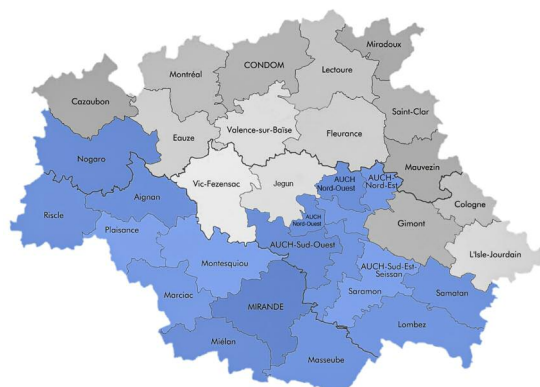 Miradoux
CONDOM
Lectoure
Montréal
Cazaubon
Saint-Clar
Valence-sur-Baïse
Fleurance
Eauze
Nogaro
Mauvezin
Vic-Fezensac
Jegun
AUCH
Nord-Ouest
AUCH-
Nord-Est
Aignan
Cologne
Riscle
AUCH
Nord-Ouest
Gimont
Plaisance
AUCH-Sud-Ouest
Montesquiou
L'Isle-Jourdain
AUCH-Sud-Est-
Seissan
Marciac
Saramon
Samatan
MIRANDE
Lombez
Miélan
Masseube